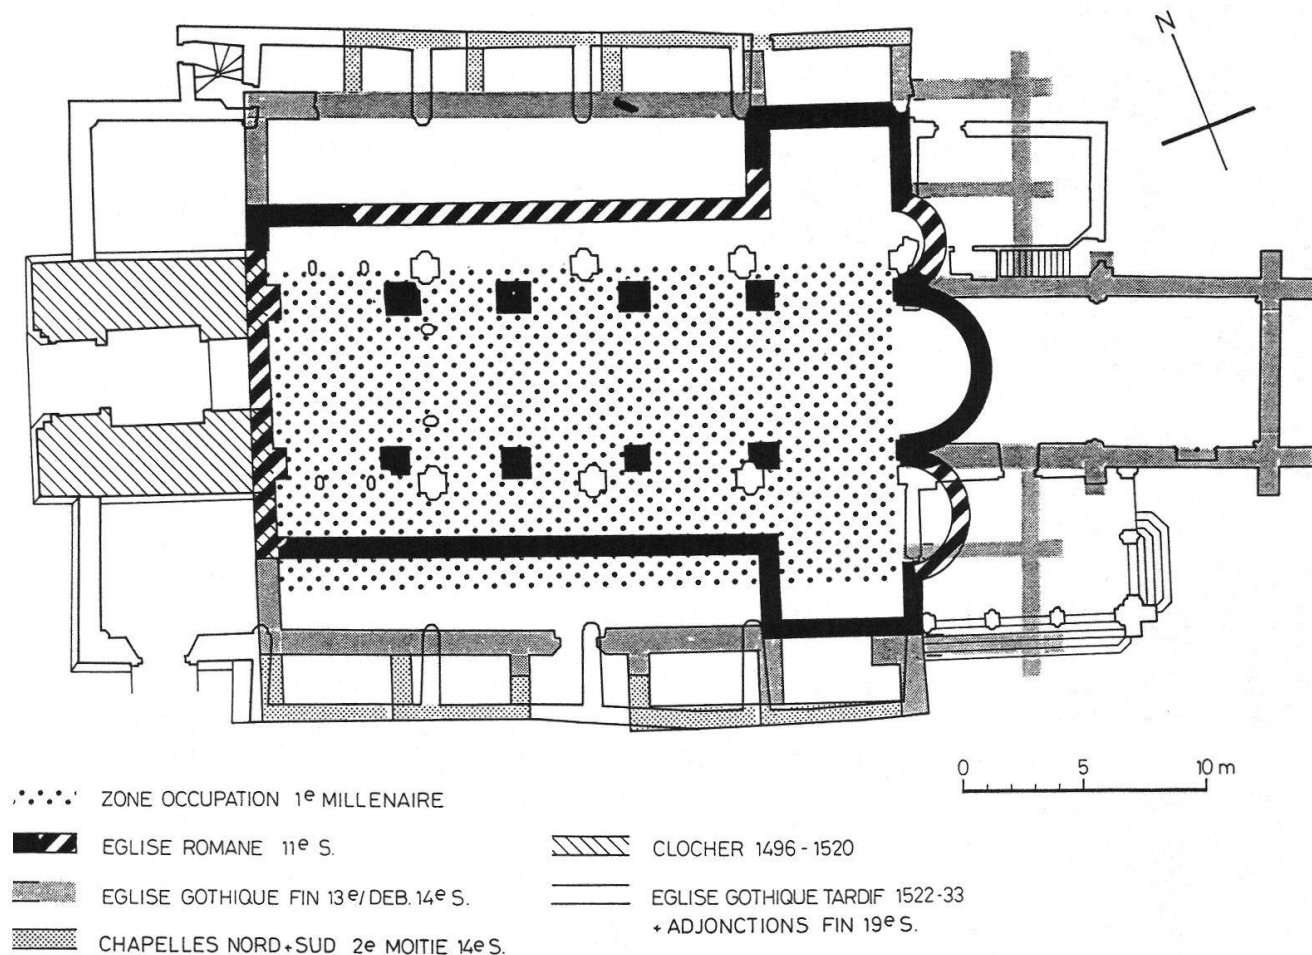 N
0 5 10 m
ZONE OCCUPATION 1e MILLENAIRE
EGLISE ROMANE 11e S.
EGLISE GOTHIQUE FIN 13e/DEB. 14e S.
CHAPELLES NORD+SUD 2e MOITIE 14e S.
CLOCHER 1496 - 1520
EGLISE GOTHIQUE TARDIF 1522-33
+ ADJONCTIONS FIN 19e S.